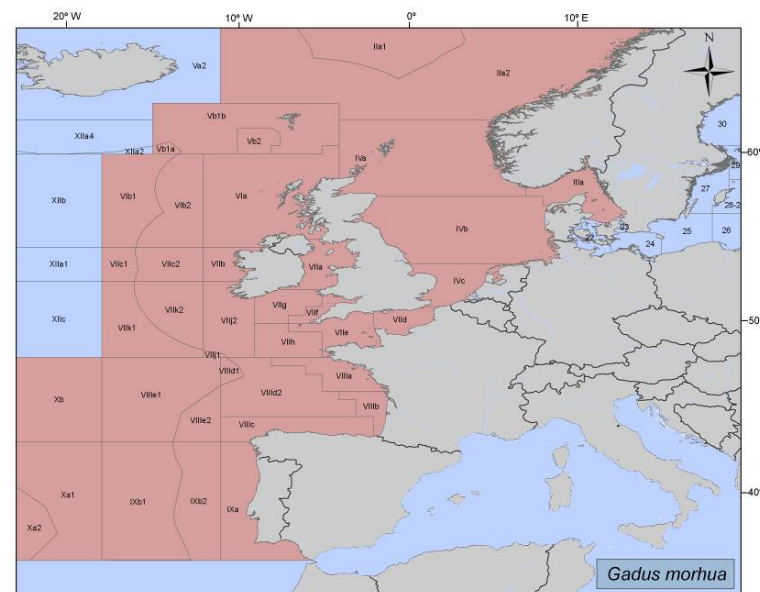 20° W
10° W
0°
10° E
N
IIa1
Va2
IIa2
Vb1b
30
XIIa4
Vb2
XIIa2
Vb1a
60°
IVa
29
IIIa
27
XIIb
VIb1
VIb2
VIa
28-2
IVb
23
22
25
26
24
XIIa1
VIIc1
VIIc2
VIIb
VIIa
IVc
XIIc
VIIg
VIIf
VIIk1
VIIk2
VIIj2
50°
VIId
VIIe
VIIh
VIIj1
VIIId1
VIIIa
Xb
VIIIe1
VIIId2
VIIIb
VIIIe2
VIIIc
40°
Xa1
IXb1
IXb2
IXa
Xa2
Gadus morhua